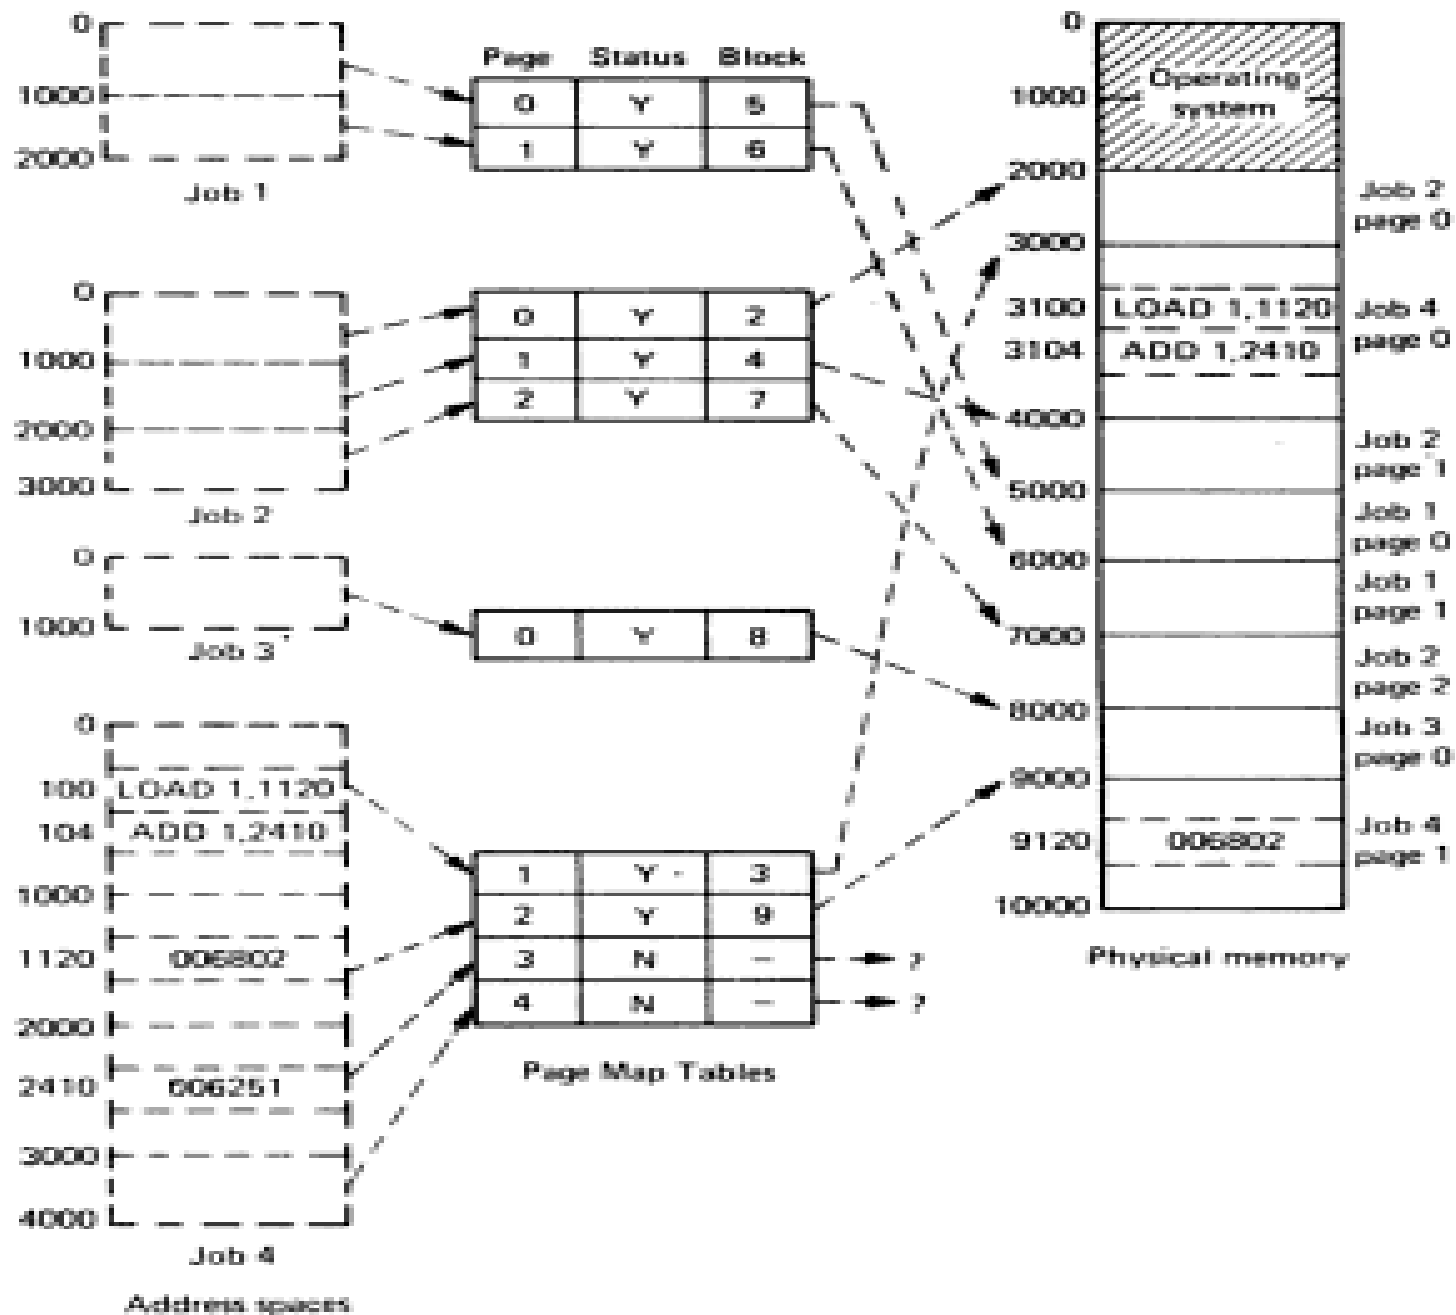 0
1000
2000
Job 1
0
1000
2000
3000
Job 2
0
1000
Job 3
0
100 LOAD 1,1120
104 ADD 1,2410
1000
1120 006802
2000
2410 006251
3000
4000
Job 4
Address spaces
Page Status Block
0 Y 5
1 Y 6
0 Y 2
1 Y 4
2 Y 7
0 Y 8
1 Y 3
2 Y 9
3 N – ?
4 N – ?
Page Map Tables
0
Operating
1000
system
2000
Job 2
page 0
3000
3100 LOAD 1,1120 Job 4
page 0
3104 ADD 1,2410
4000
Job 2
page 1
5000
Job 1
page 0
6000
Job 1
page 1
7000
Job 2
page 2
8000
Job 3
page 0
9000
Job 4
9120 006802
page 1
10000
Physical memory